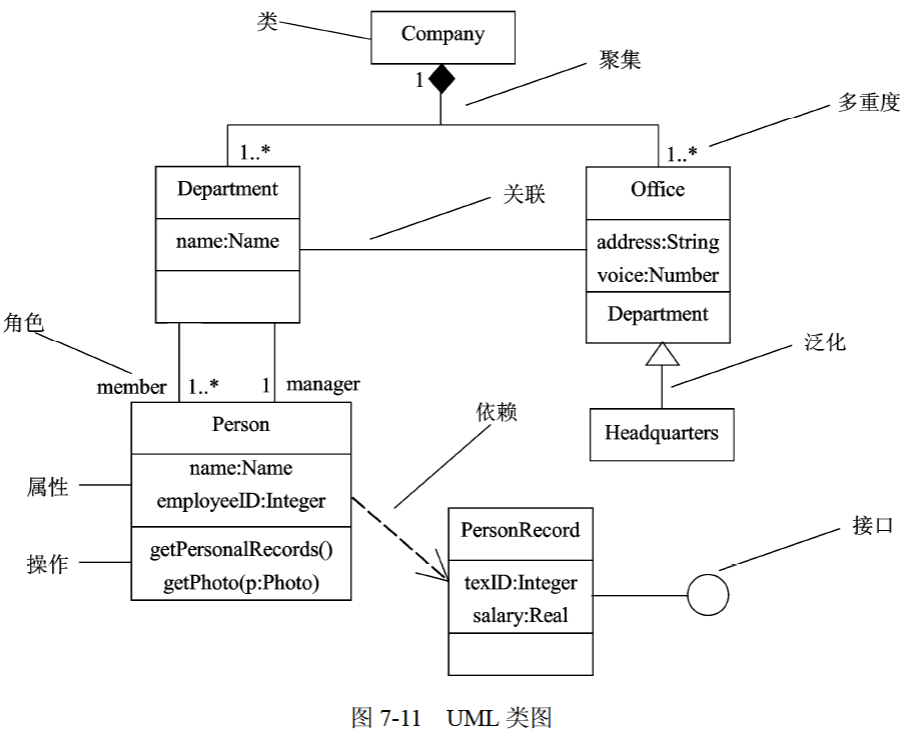 类
Company
聚集
1
多重度
1..*
1..*
Department
Office
关联
name:Name
address:String
voice:Number
Department
角色
泛化
member
1..*
1
manager
Person
依赖
Headquarters
name:Name
属性
employeeID:Integer
PersonRecord
接口
操作
getPersonalRecords()
getPhoto(p:Photo)
texID:Integer
salary:Real
图 7-11 UML 类图